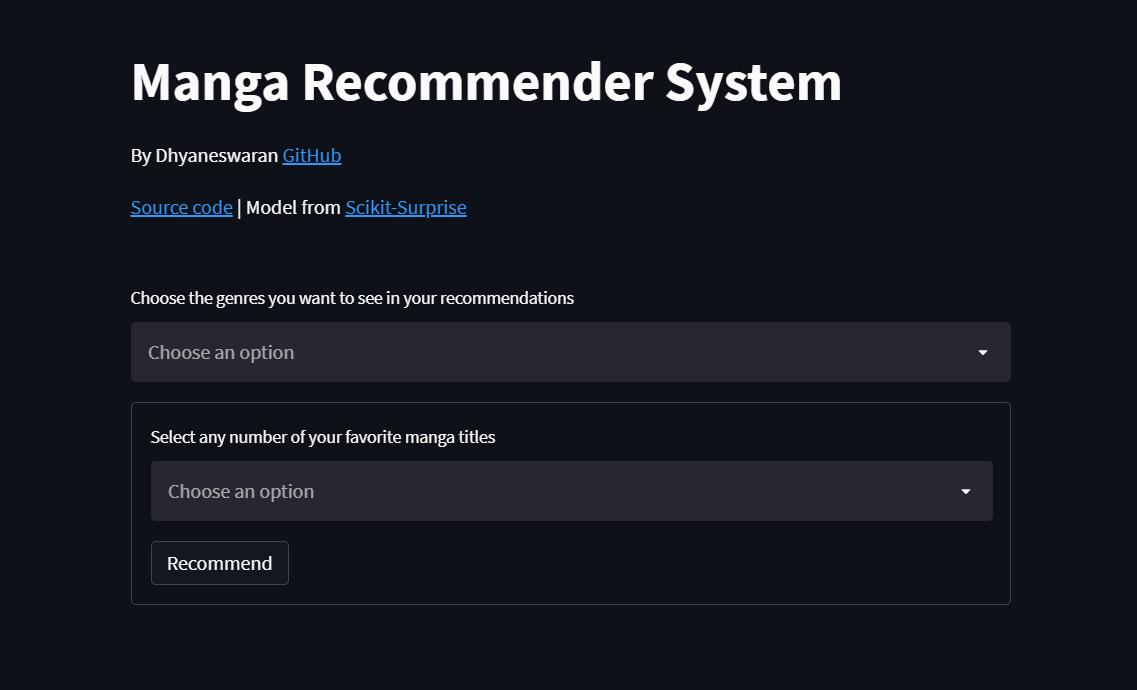 Manga Recommender System
By Dhyaneswaran GitHub
Source code | Model from Scikit-Surprise
Choose the genres you want to see in your recommendations
Choose an option
Select any number of your favorite manga titles
Choose an option
Recommend